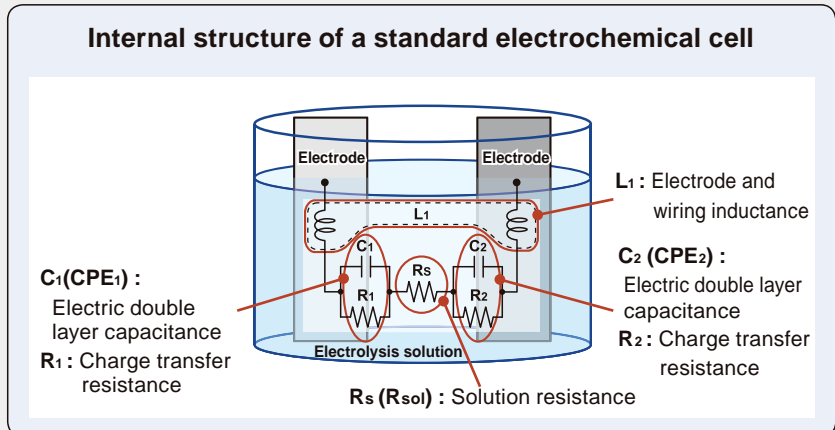 Internal structure of a standard electrochemical cell
Electrode
Electrode
L1
L1 : Electrode and
wiring inductance
C1
C2
Rs
R1
R2
C1(CPE1) :
Electric double
layer capacitance
R1 : Charge transfer
resistance
C2 (CPE2) :
Electric double layer
capacitance
R2 : Charge transfer
resistance
Electrolysis solution
Rs (Rsol) : Solution resistance